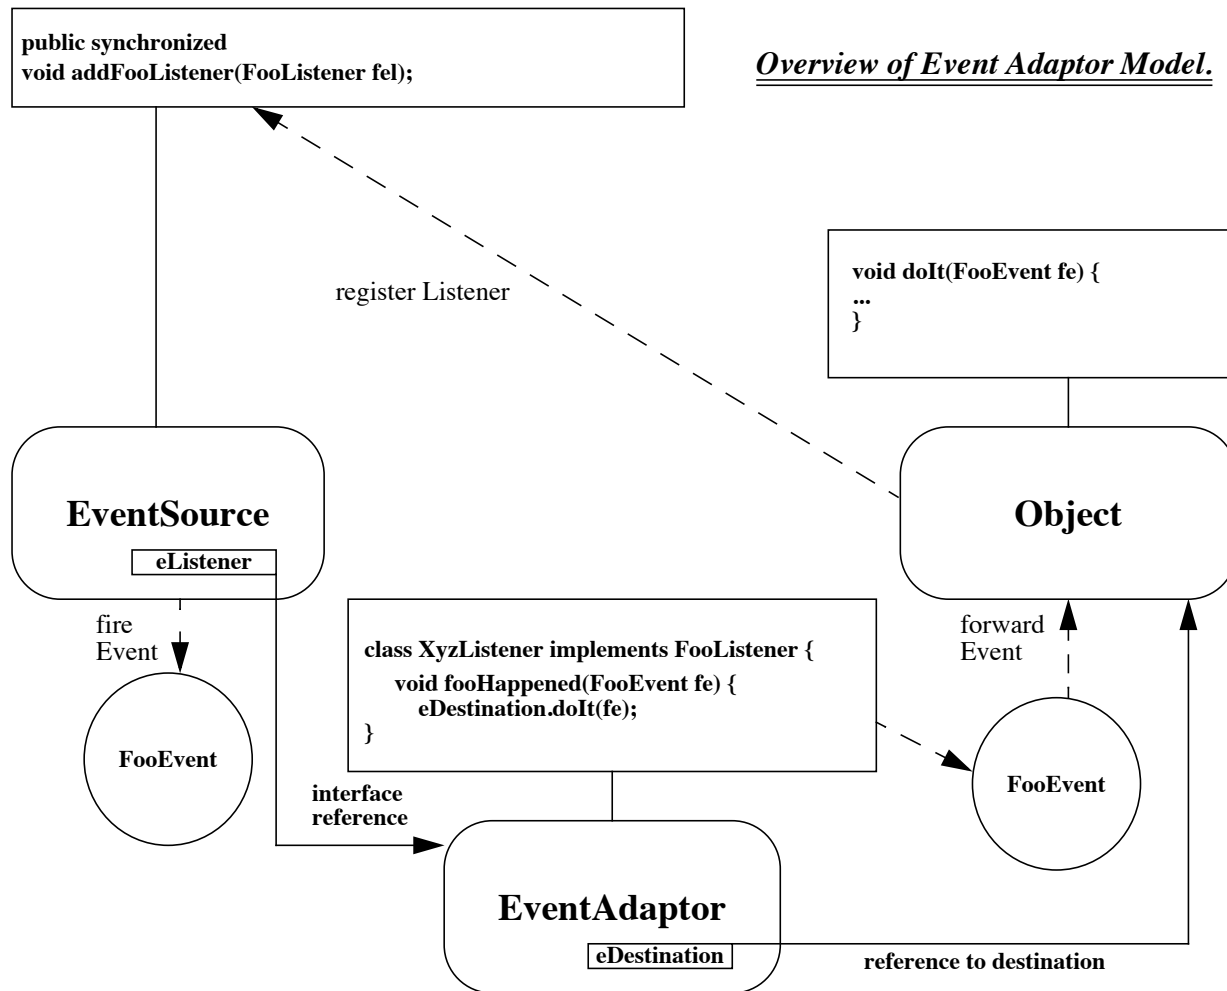 public synchronized
void addFooListener(FooListener fel);
Overview of Event Adaptor Model.
register Listener
void doIt(FooEvent fe) {
...
}
EventSource
eListener
Object
fire
Event
class XyzListener implements FooListener {
void fooHappened(FooEvent fe) {
eDestination.doIt(fe);
}
forward
Event
FooEvent
FooEvent
interface
reference
EventAdaptor
eDestination
reference to destination